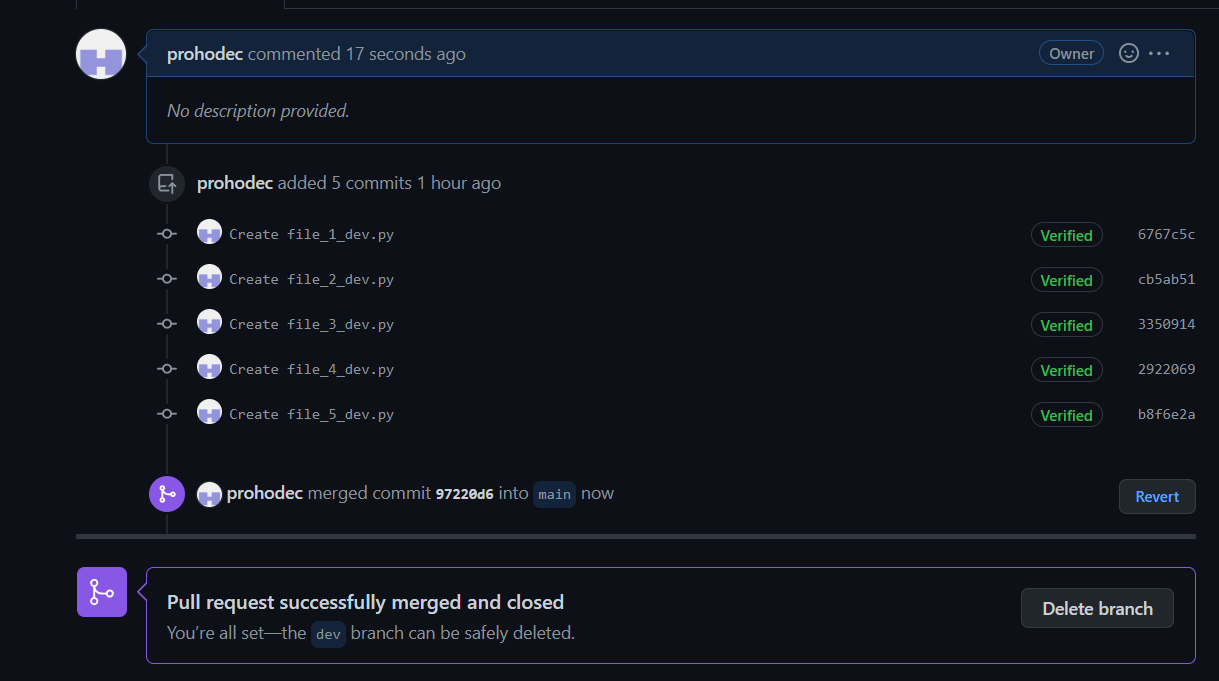 prohodec commented 17 seconds ago Owner
No description provided.
prohodec added 5 commits 1 hour ago
Create file_1_dev.py Verified 6767c5c
Create file_2_dev.py Verified cb5ab51
Create file_3_dev.py Verified 3350914
Create file_4_dev.py Verified 2922069
Create file_5_dev.py Verified b8f6e2a
prohodec merged commit 97220d6 into main now Revert
Pull request successfully merged and closed
You’re all set—the dev branch can be safely deleted.
Delete branch